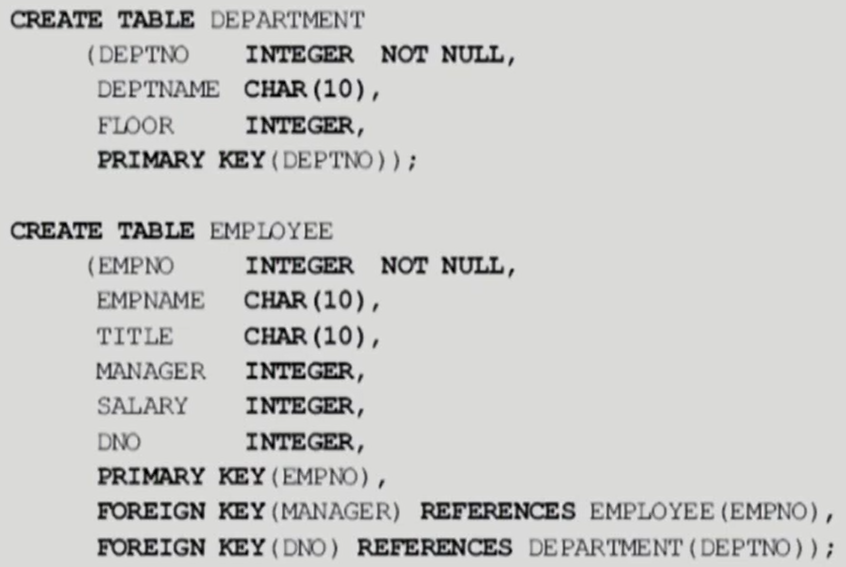 CREATE TABLE DEPARTMENT
(DEPTNO INTEGER NOT NULL,
DEPTNAME CHAR(10),
FLOOR INTEGER,
PRIMARY KEY(DEPTNO));
CREATE TABLE EMPLOYEE
(EMPNO INTEGER NOT NULL,
EMPNAME CHAR(10),
TITLE CHAR(10),
MANAGER INTEGER,
SALARY INTEGER,
DNO INTEGER,
PRIMARY KEY(EMPNO),
FOREIGN KEY(MANAGER) REFERENCES EMPLOYEE(EMPNO),
FOREIGN KEY(DNO) REFERENCES DEPARTMENT(DEPTNO));